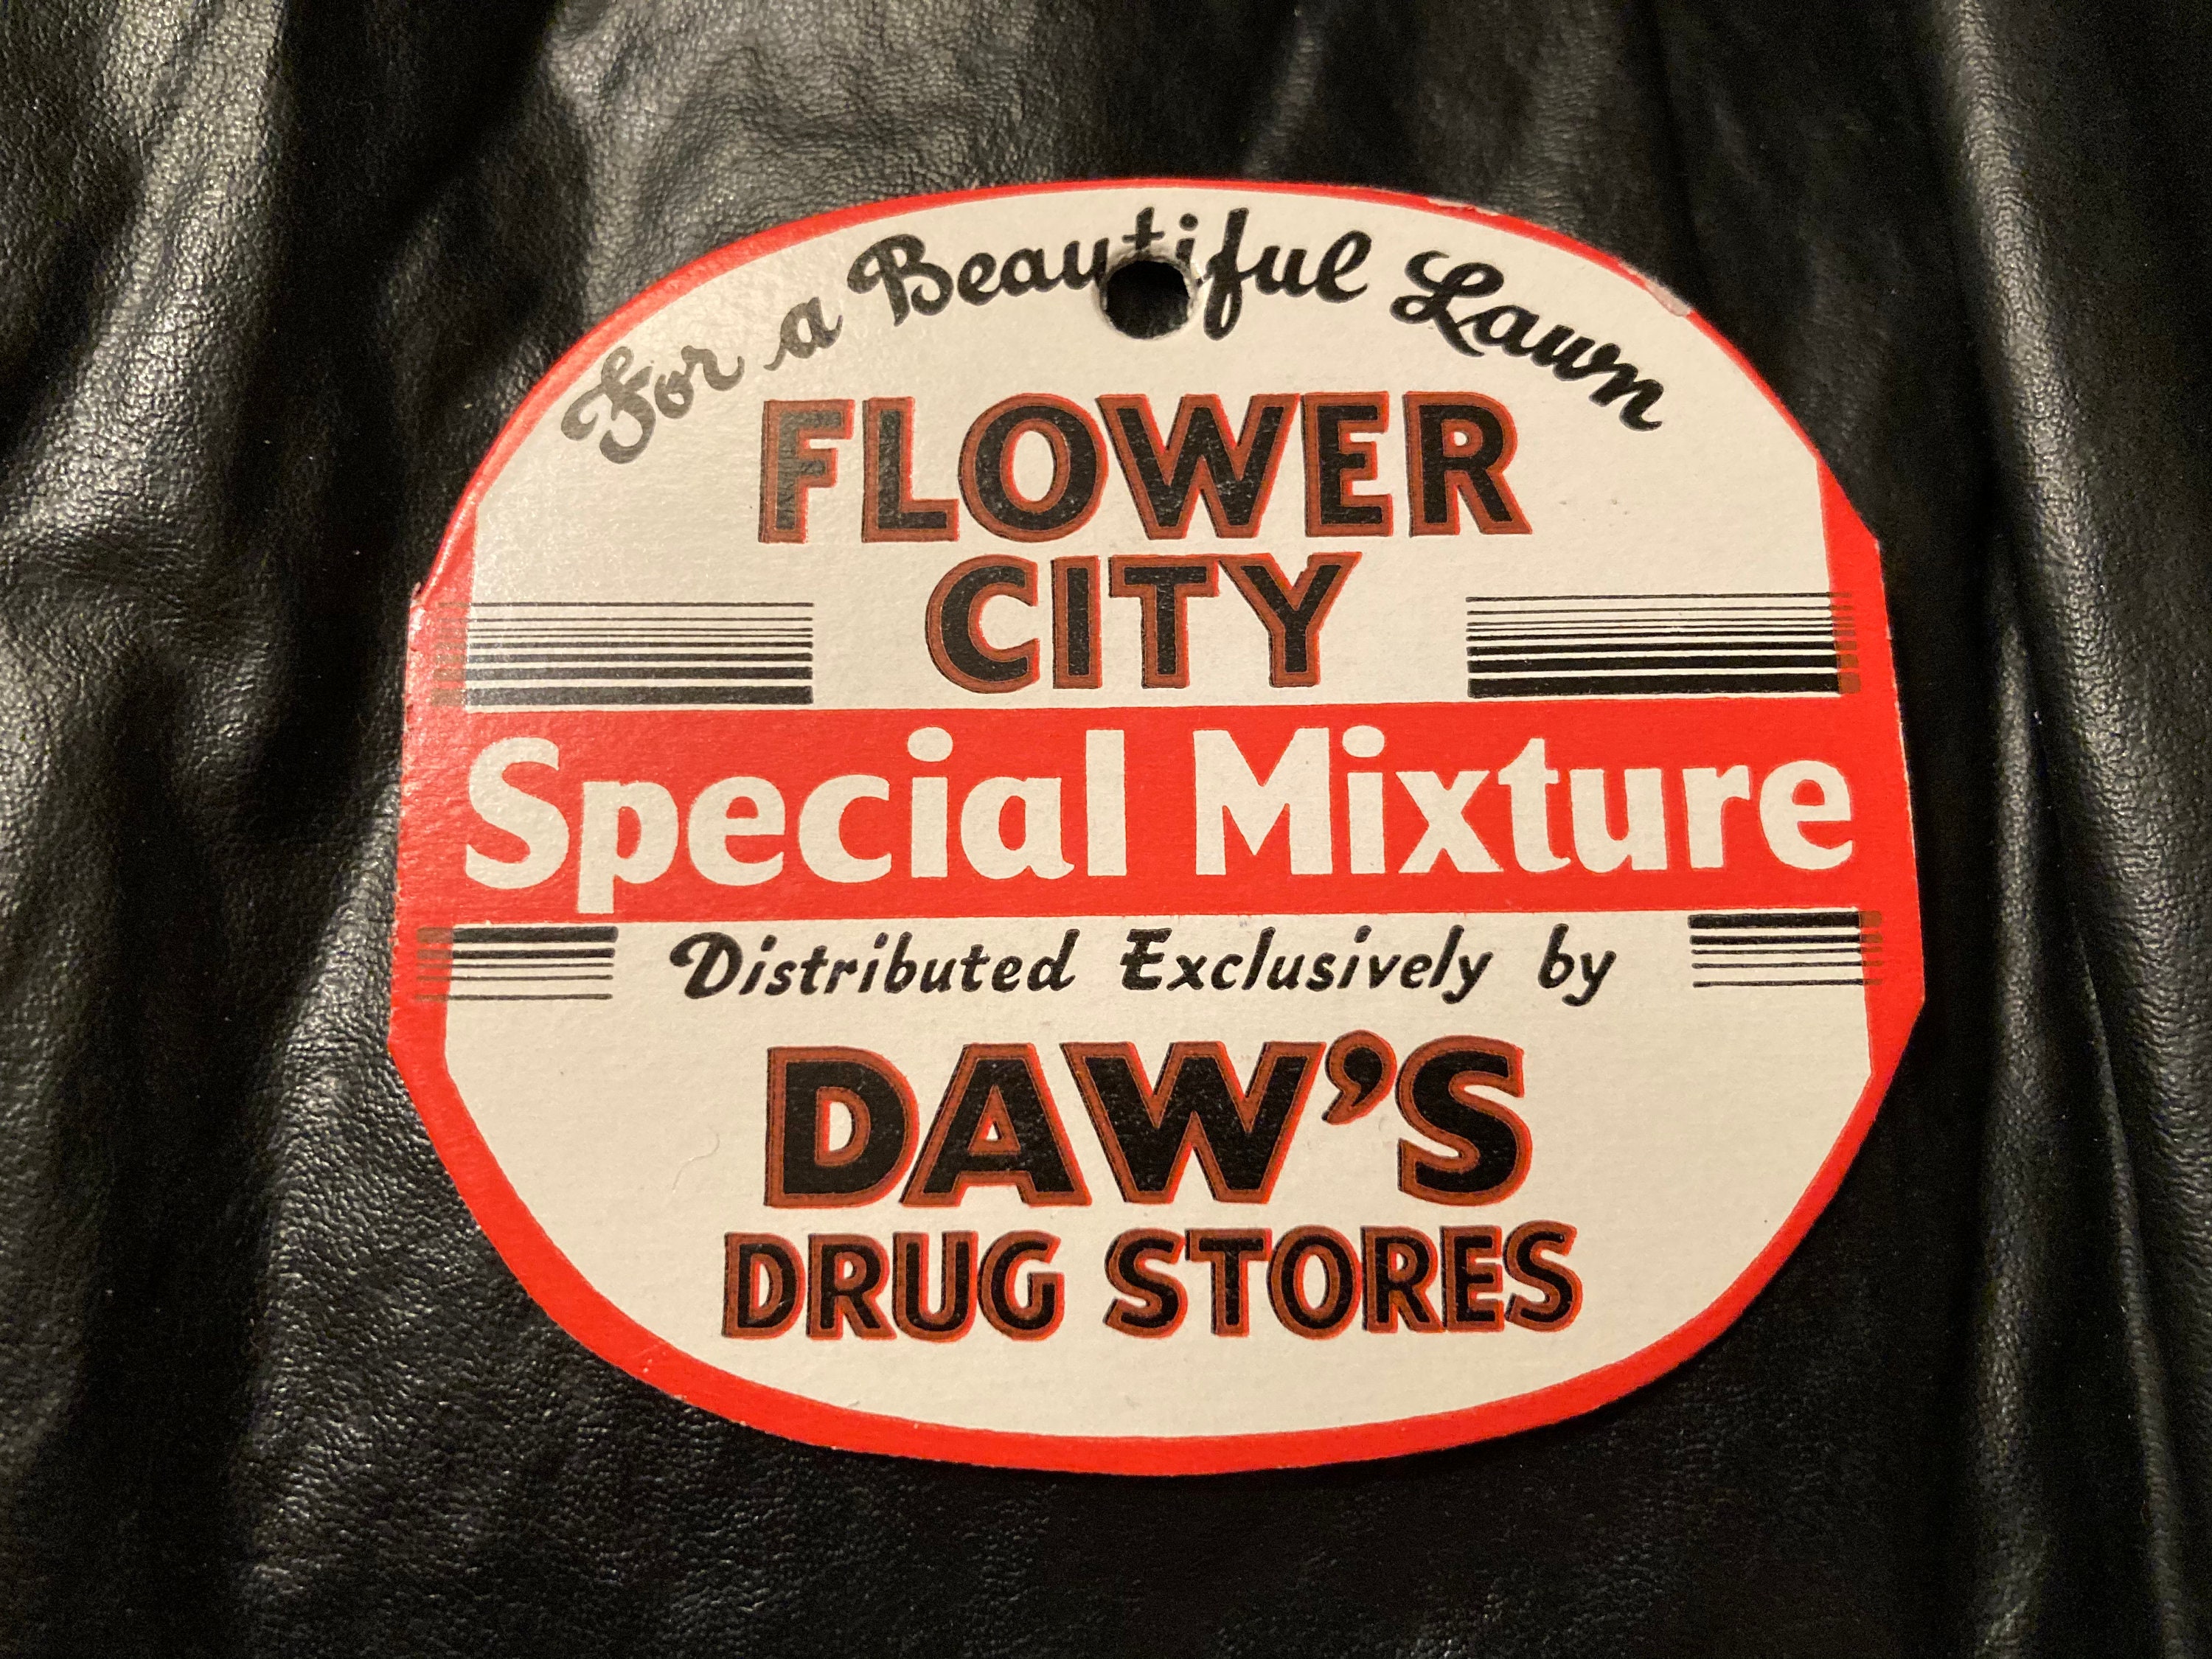 For a Beautiful Lawn
FLOWER
CITY
Special Mixture
Distributed Exclusively by
DAW'S
DRUG STORES